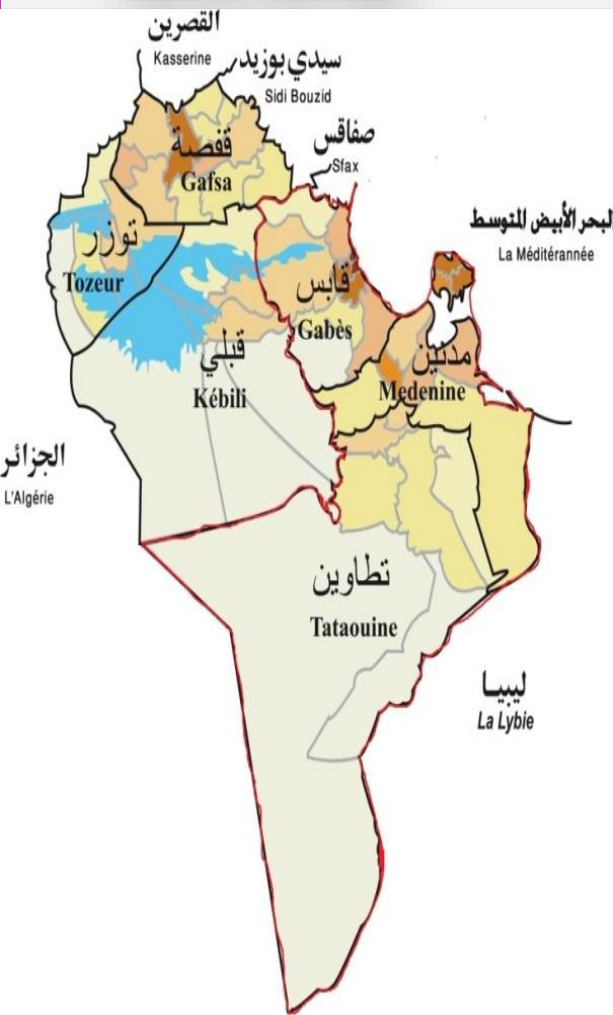 القصرين
Kasserine
سيدي بوزيد
Sidi Bouzid
صفاقس
Sfax
قفصة
Gafsa
لبحر الأبيض المتوسط
La Méditérannée
توزر
Tozeur
قابس
Gabès
قبلي
Kébili
مدنين
Medenine
الجزائر
L'Algérie
تطاوين
Tataouine
ليبيا
La Lybie